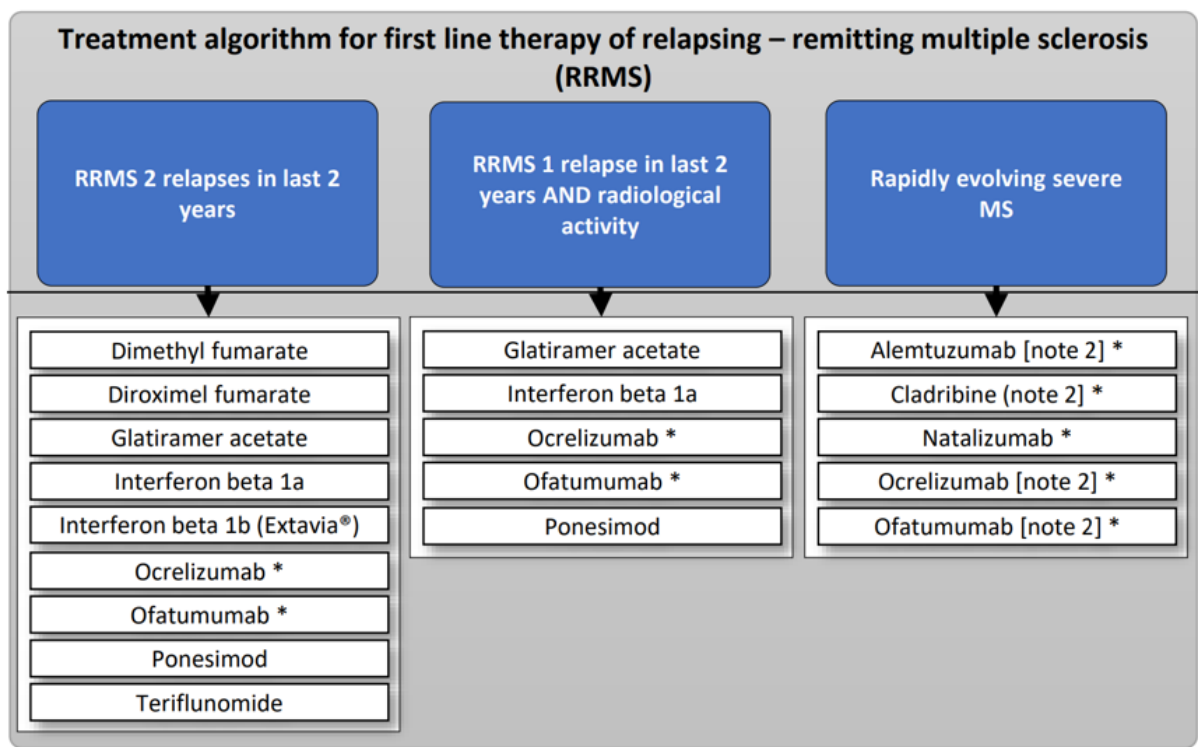 Treatment algorithm for first line therapy of relapsing – remitting multiple sclerosis
(RRMS)
RRMS 2 relapses in last 2
years
RRMS 1 relapse in last 2
years AND radiological
activity
Rapidly evolving severe
MS
Dimethyl fumarate
Diroximel fumarate
Glatiramer acetate
Interferon beta 1a
Interferon beta 1b (Extavia®)
Ocrelizumab *
Ofatumumab *
Ponesimod
Teriflunomide
Glatiramer acetate
Interferon beta 1a
Ocrelizumab *
Ofatumumab *
Ponesimod
Alemtuzumab [note 2] *
Cladribine (note 2] *
Natalizumab *
Ocrelizumab [note 2] *
Ofatumumab [note 2] *